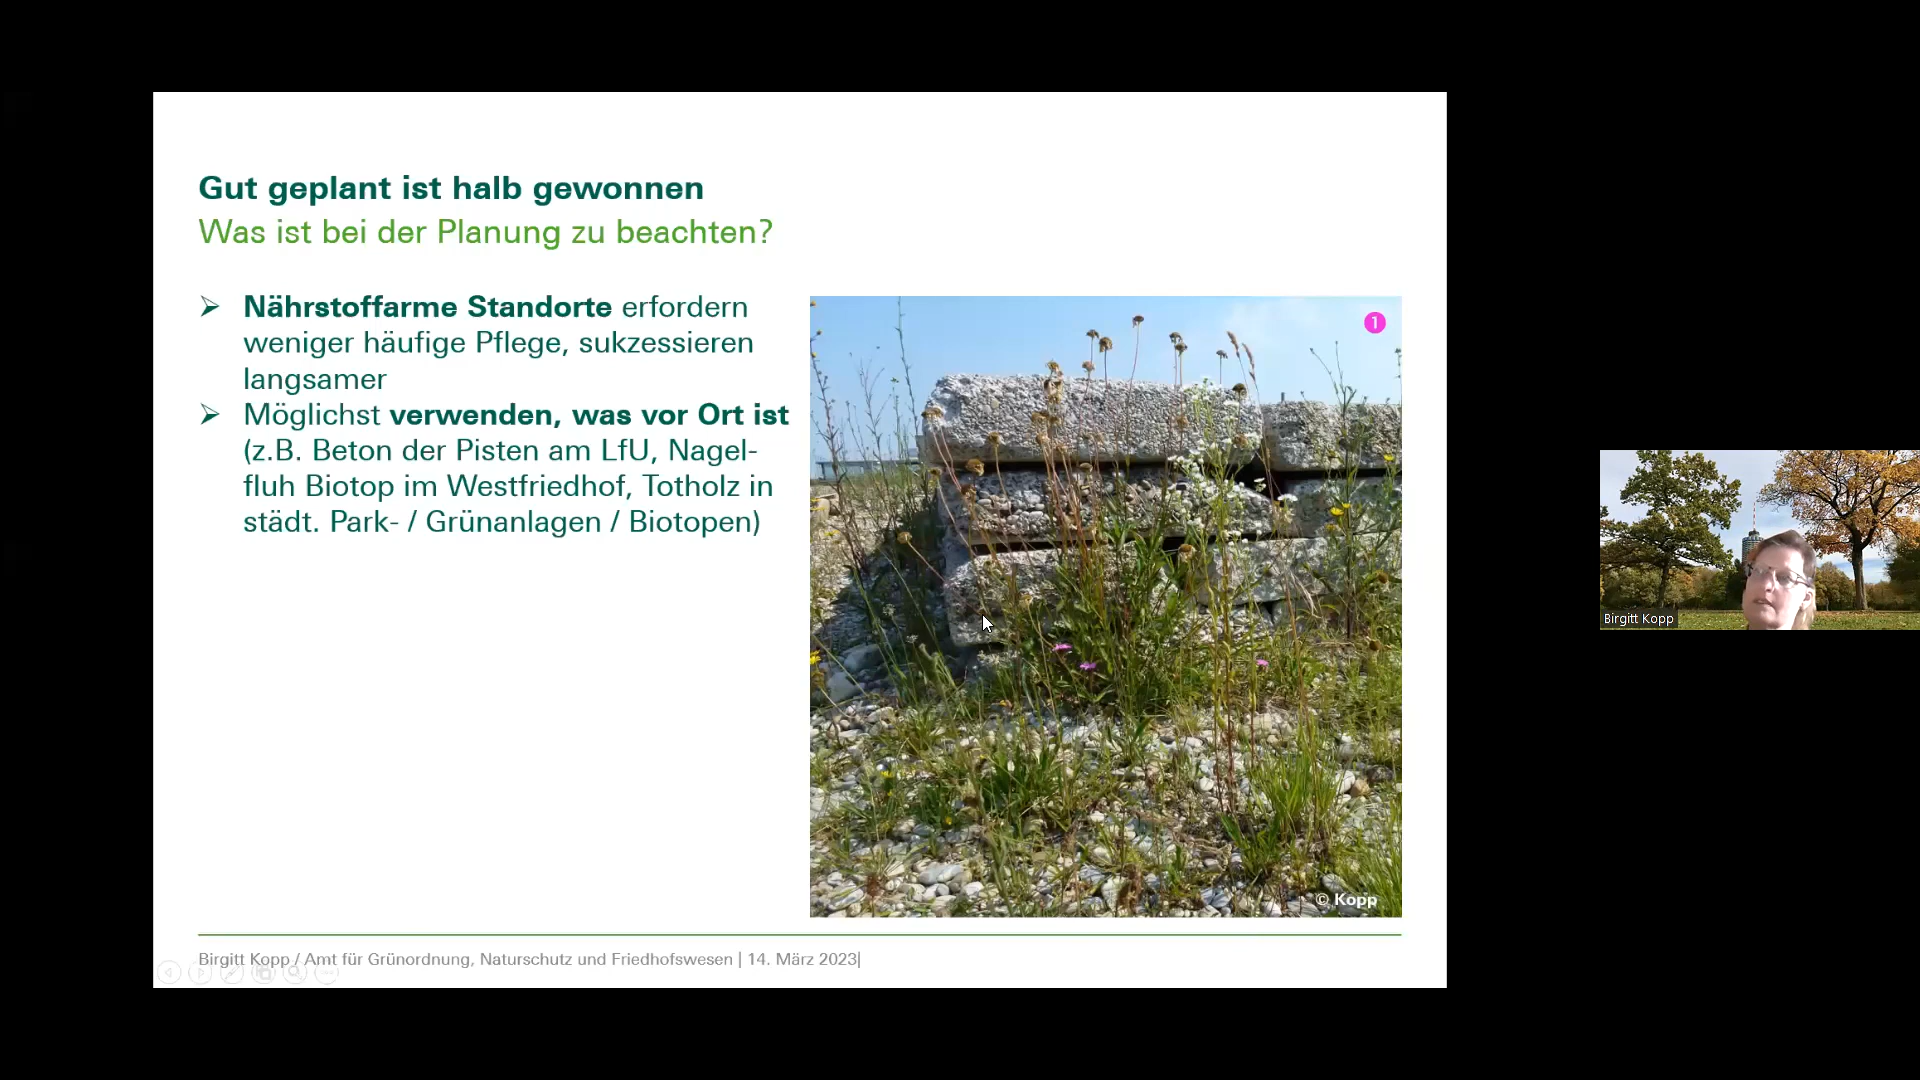 Gut geplant ist halb gewonnen
Was ist bei der Planung zu beachten?
➢ Nährstoffarme Standorte erfordern
weniger häufige Pflege, sukzessieren
langsamer
➢ Möglichst verwenden, was vor Ort ist
(z.B. Beton der Pisten am LfU, Nagel-
fluh Biotop im Westfriedhof, Totholz in
städt. Park- / Grünanlagen / Biotopen)
1
© Kopp
Birgitt Kopp / Amt für Grünordnung, Naturschutz und Friedhofswesen | 14. März 2023|
Birgitt Kopp